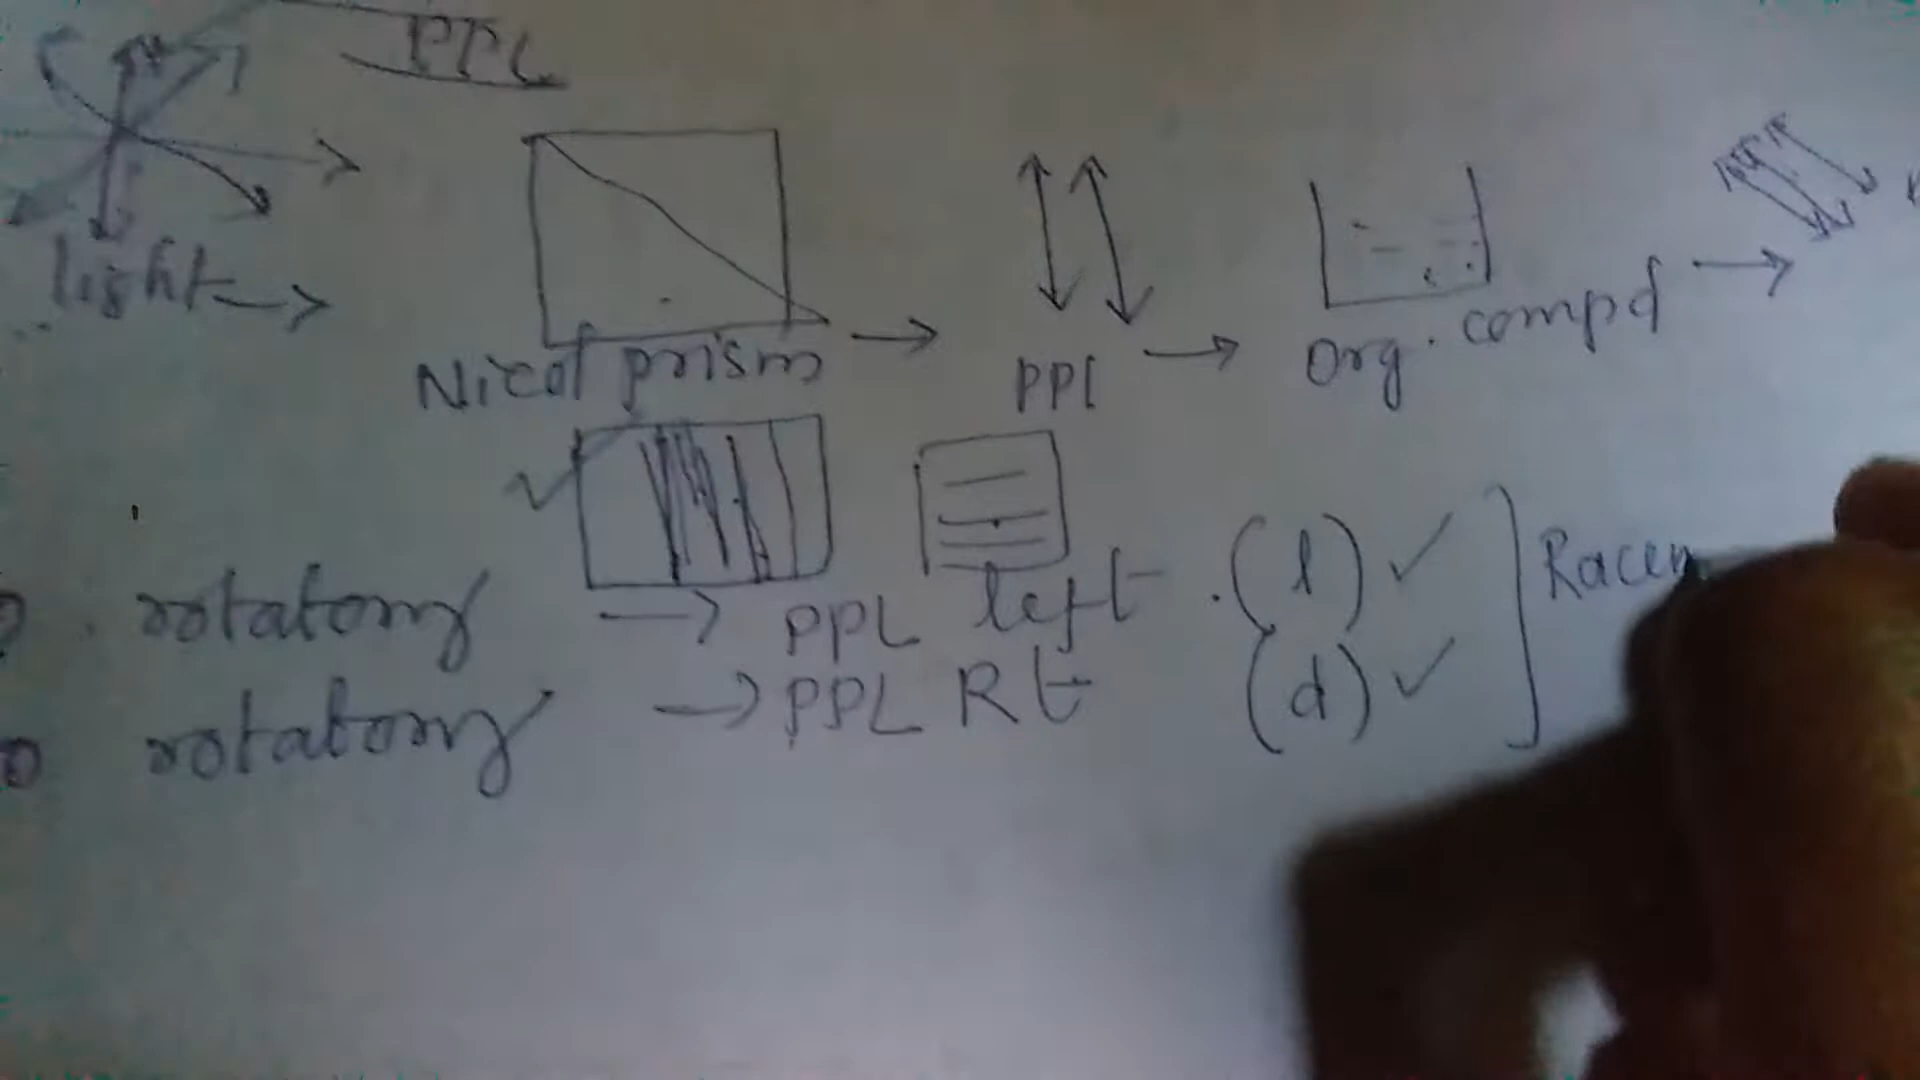 PPL
light →
Nicol prism → PPl → Org. compd →
o rotatory → PPL left (l) ✓
o rotatory → PPL Rt (d) ✓
] Racem